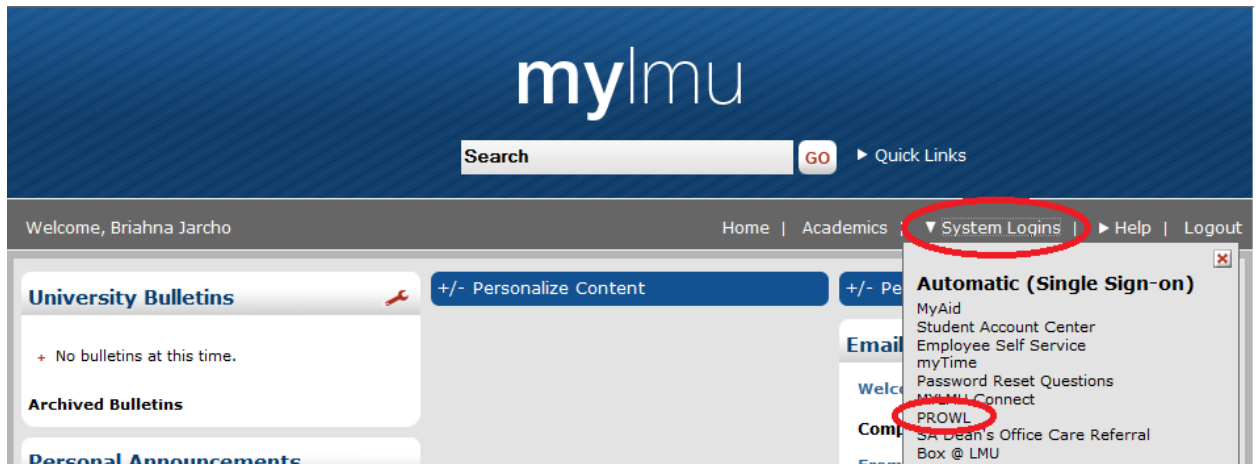 mylmu
Search
GO
▶ Quick Links
Welcome, Briahna Jarcho
Home | Academics | ▼ System Logins | ▶ Help | Logout
University Bulletins
+ No bulletins at this time.
Archived Bulletins
Personal Announcements
+/- Personalize Content
+/- Pe
Email
Welco
Comp
From
Automatic (Single Sign-on)
MyAid
Student Account Center
Employee Self Service
myTime
Password Reset Questions
MYLMU Connect
PROWL
SA Dean's Office Care Referral
Box @ LMU